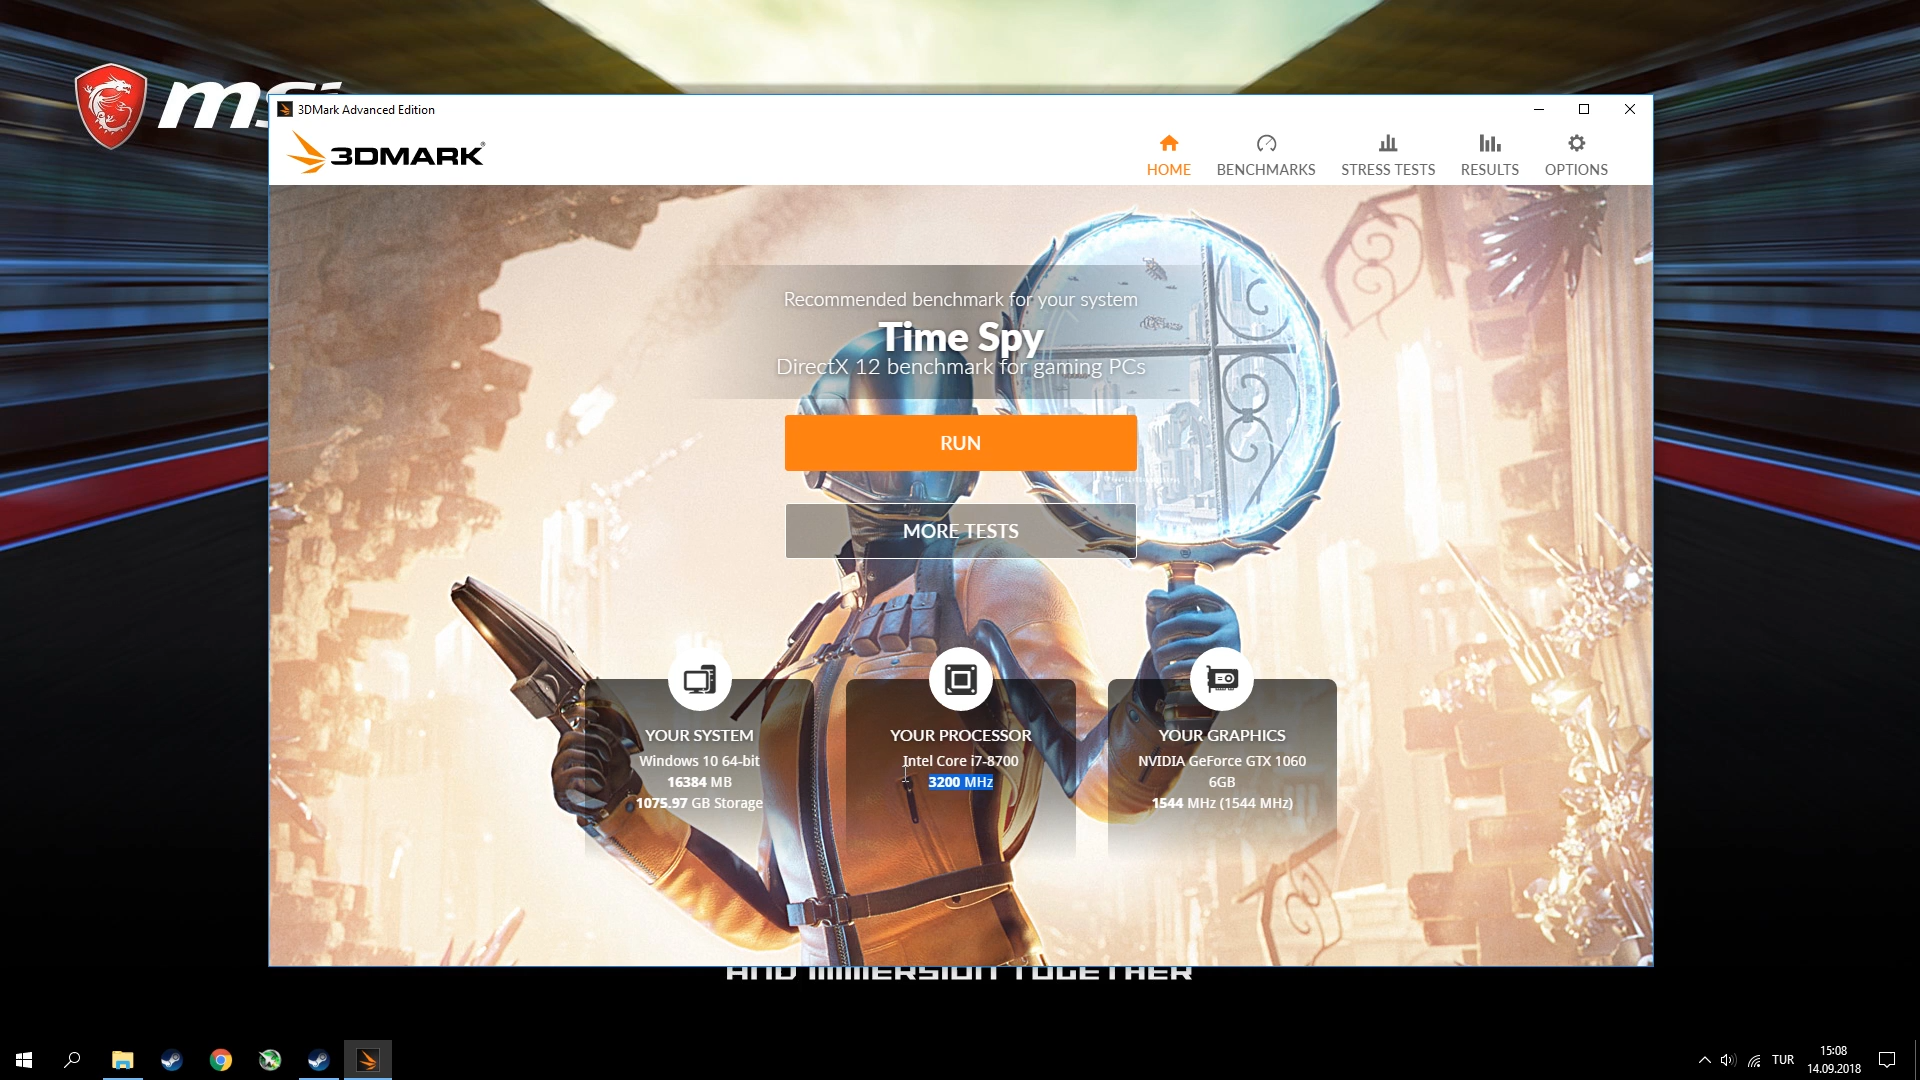 3DMark Advanced Edition
3DMARK®
HOME
BENCHMARKS
STRESS TESTS
RESULTS
OPTIONS
Recommended benchmark for your system
Time Spy
DirectX 12 benchmark for gaming PCs
RUN
MORE TESTS
YOUR SYSTEM
Windows 10 64-bit
16384 MB
1075.97 GB Storage
YOUR PROCESSOR
Intel Core i7-8700
3200 MHz
YOUR GRAPHICS
NVIDIA GeForce GTX 1060
6GB
1544 MHz (1544 MHz)
AND IMMERSION TOGETHER
TUR
15:08
14.09.2018